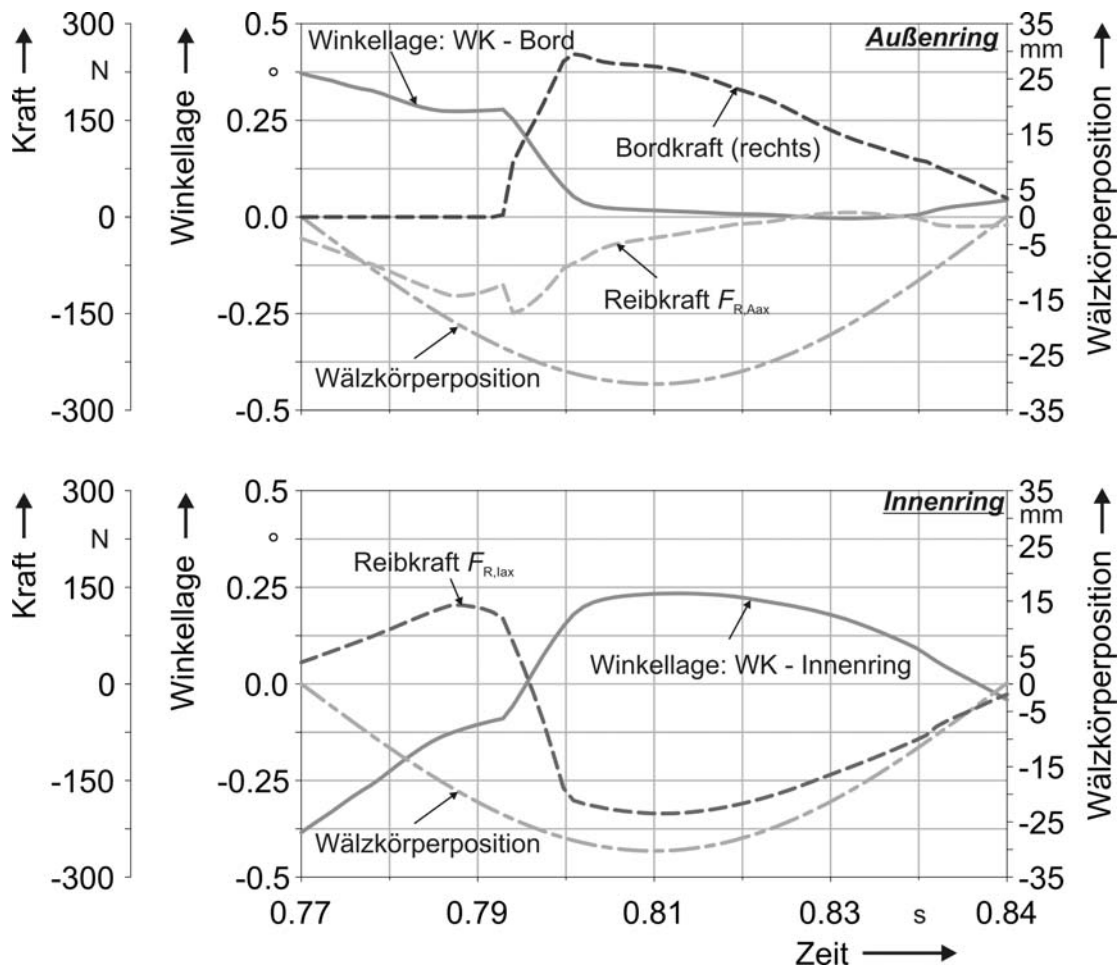 Kraft
300
N
150
0
-150
-300
Winkellage
0.5
°
0.25
0.0
-0.25
-0.5
Winkellage: WK - Bord
Außenring
Bordkraft (rechts)
Reibkraft F R,Aax
Wälzkörperposition
35
mm
25
15
5
0
-5
-15
-25
-35
Wälzkörperposition
Kraft
300
N
150
0
-150
-300
Winkellage
0.5
°
0.25
0.0
-0.25
-0.5
Innenring
Reibkraft F R,Iax
Winkellage: WK - Innenring
Wälzkörperposition
35
mm
25
15
5
0
-5
-15
-25
-35
Wälzkörperposition
0.77 0.79 0.81 0.83 s 0.84
Zeit